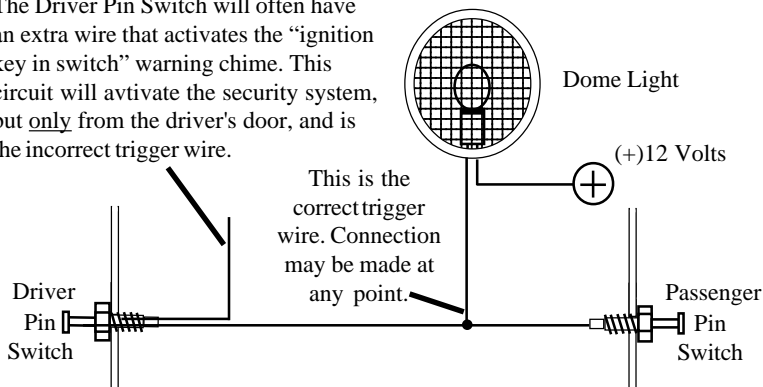 The Driver Pin Switch will often have
an extra wire that activates the “ignition
key in switch” warning chime. This
circuit will avtivate the security system,
but only from the driver's door, and is
the incorrect trigger wire.
Dome Light
(+)12 Volts
This is the
correct trigger
wire. Connection
may be made at
any point.
Driver
Pin
Switch
Passenger
Pin
Switch